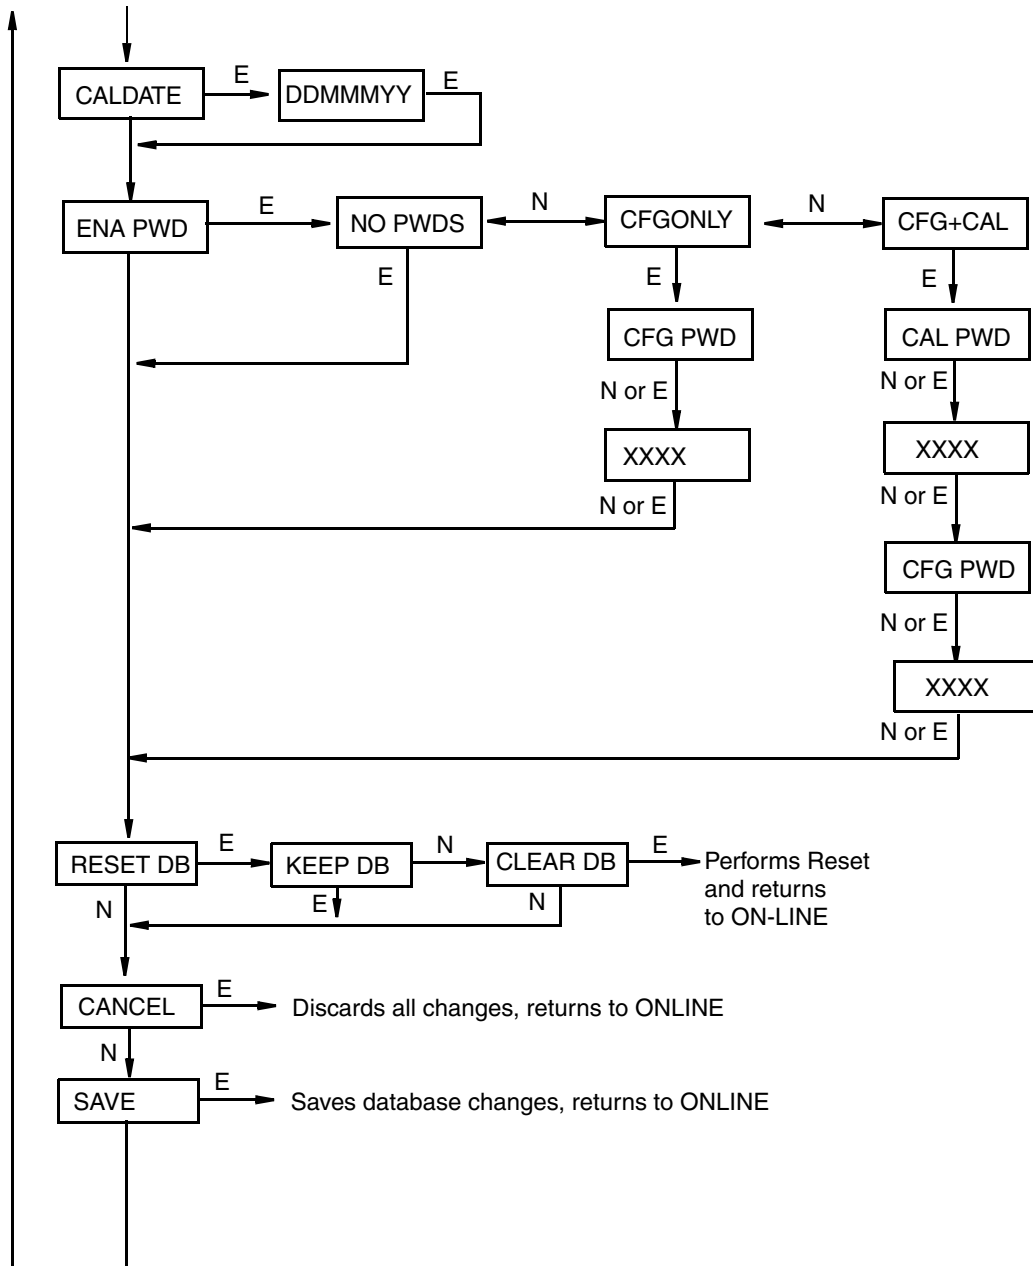 E
E
CALDATE
DDMMMYY
E
N
N
ENA PWD
NO PWDS
CFGONLY
CFG+CAL
E
E
E
CFG PWD
CAL PWD
N or E
N or E
XXXX
XXXX
N or E
N or E
CFG PWD
N or E
XXXX
N or E
E
N
E
RESET DB
KEEP DB
CLEAR DB
Performs Reset
and returns
to ON-LINE
N
E
N
E
CANCEL
Discards all changes, returns to ONLINE
N
E
SAVE
Saves database changes, returns to ONLINE